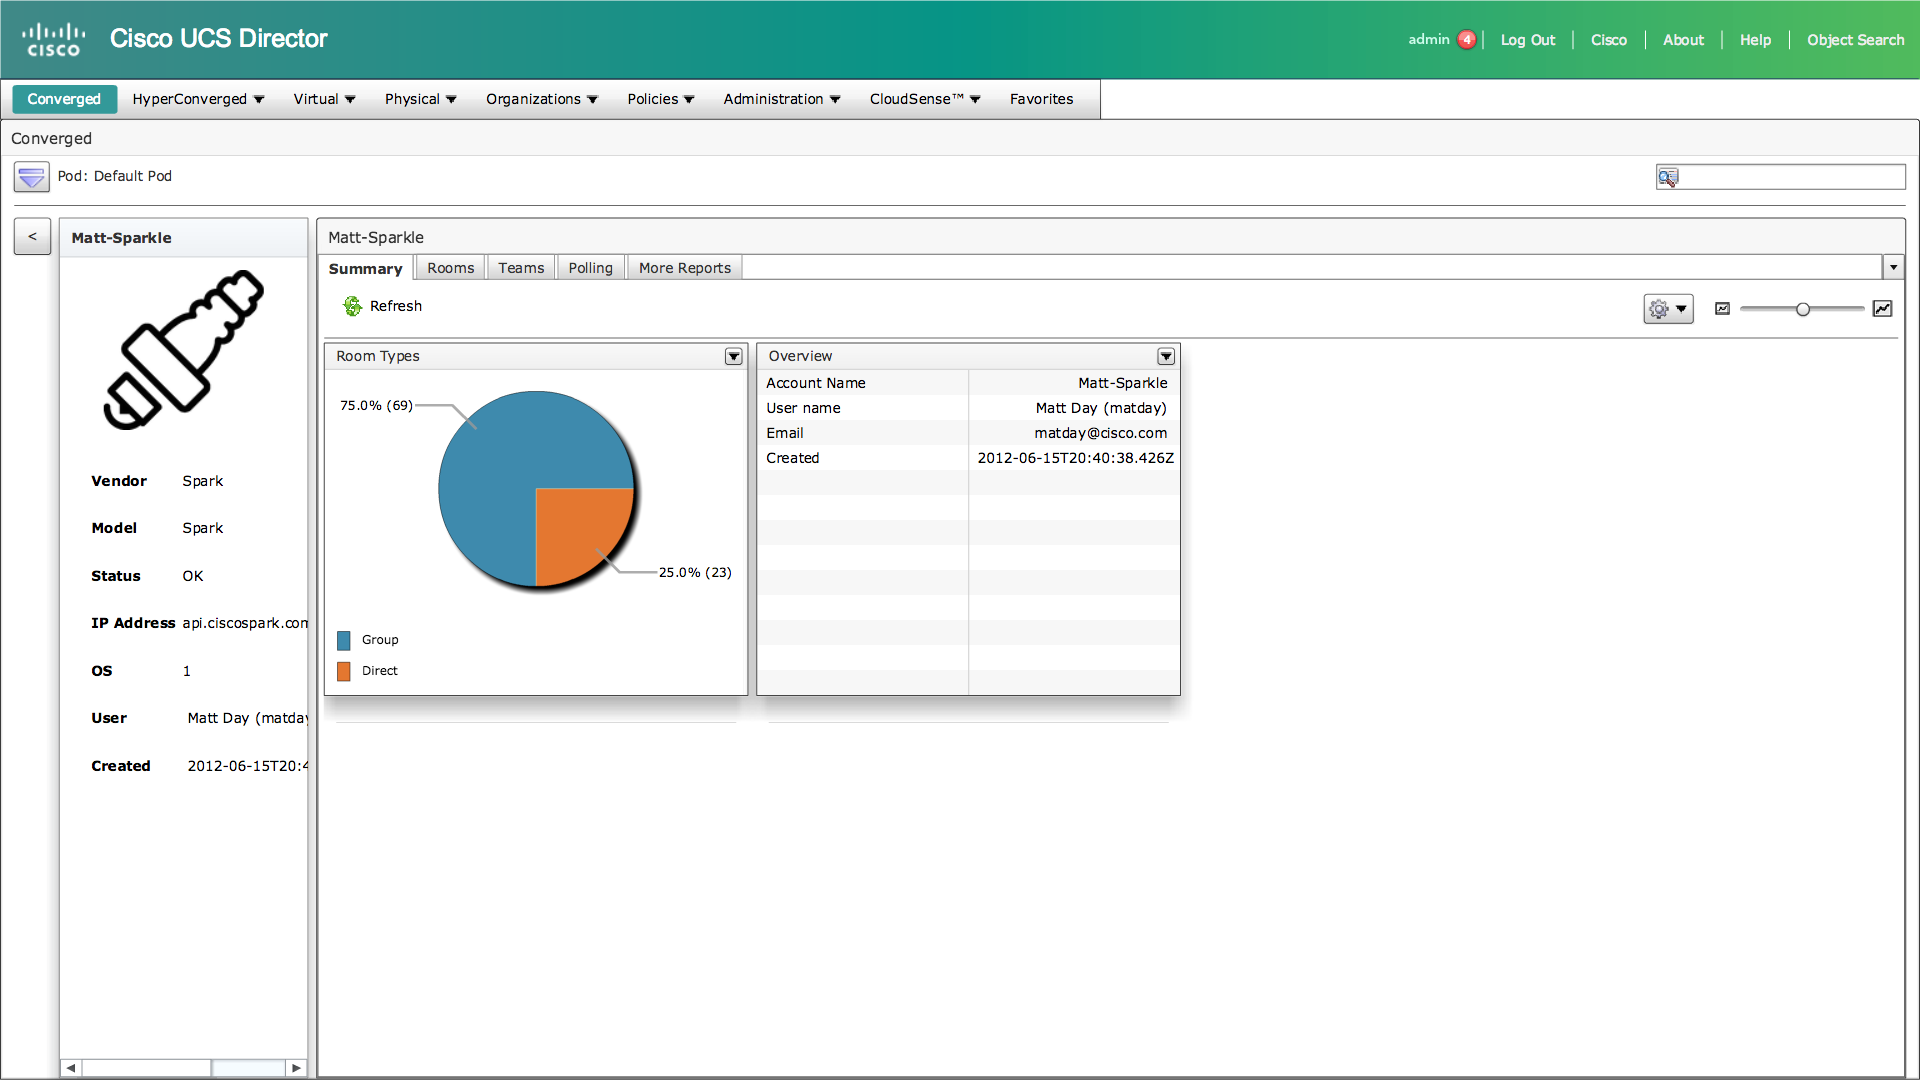 cisco
Cisco UCS Director
admin 4 Log Out Cisco About Help Object Search
Converged HyperConverged Virtual Physical Organizations Policies Administration CloudSense™ Favorites
Converged
Pod: Default Pod
<
Matt-Sparkle
Vendor Spark
Model Spark
Status OK
IP Address api.ciscospark.com
OS 1
User Matt Day (matday
Created 2012-06-15T20:4
Matt-Sparkle
Summary Rooms Teams Polling More Reports
Refresh
Room Types
75.0% (69)
25.0% (23)
Group
Direct
Overview
Account Name Matt-Sparkle
User name Matt Day (matday)
Email matday@cisco.com
Created 2012-06-15T20:40:38.426Z